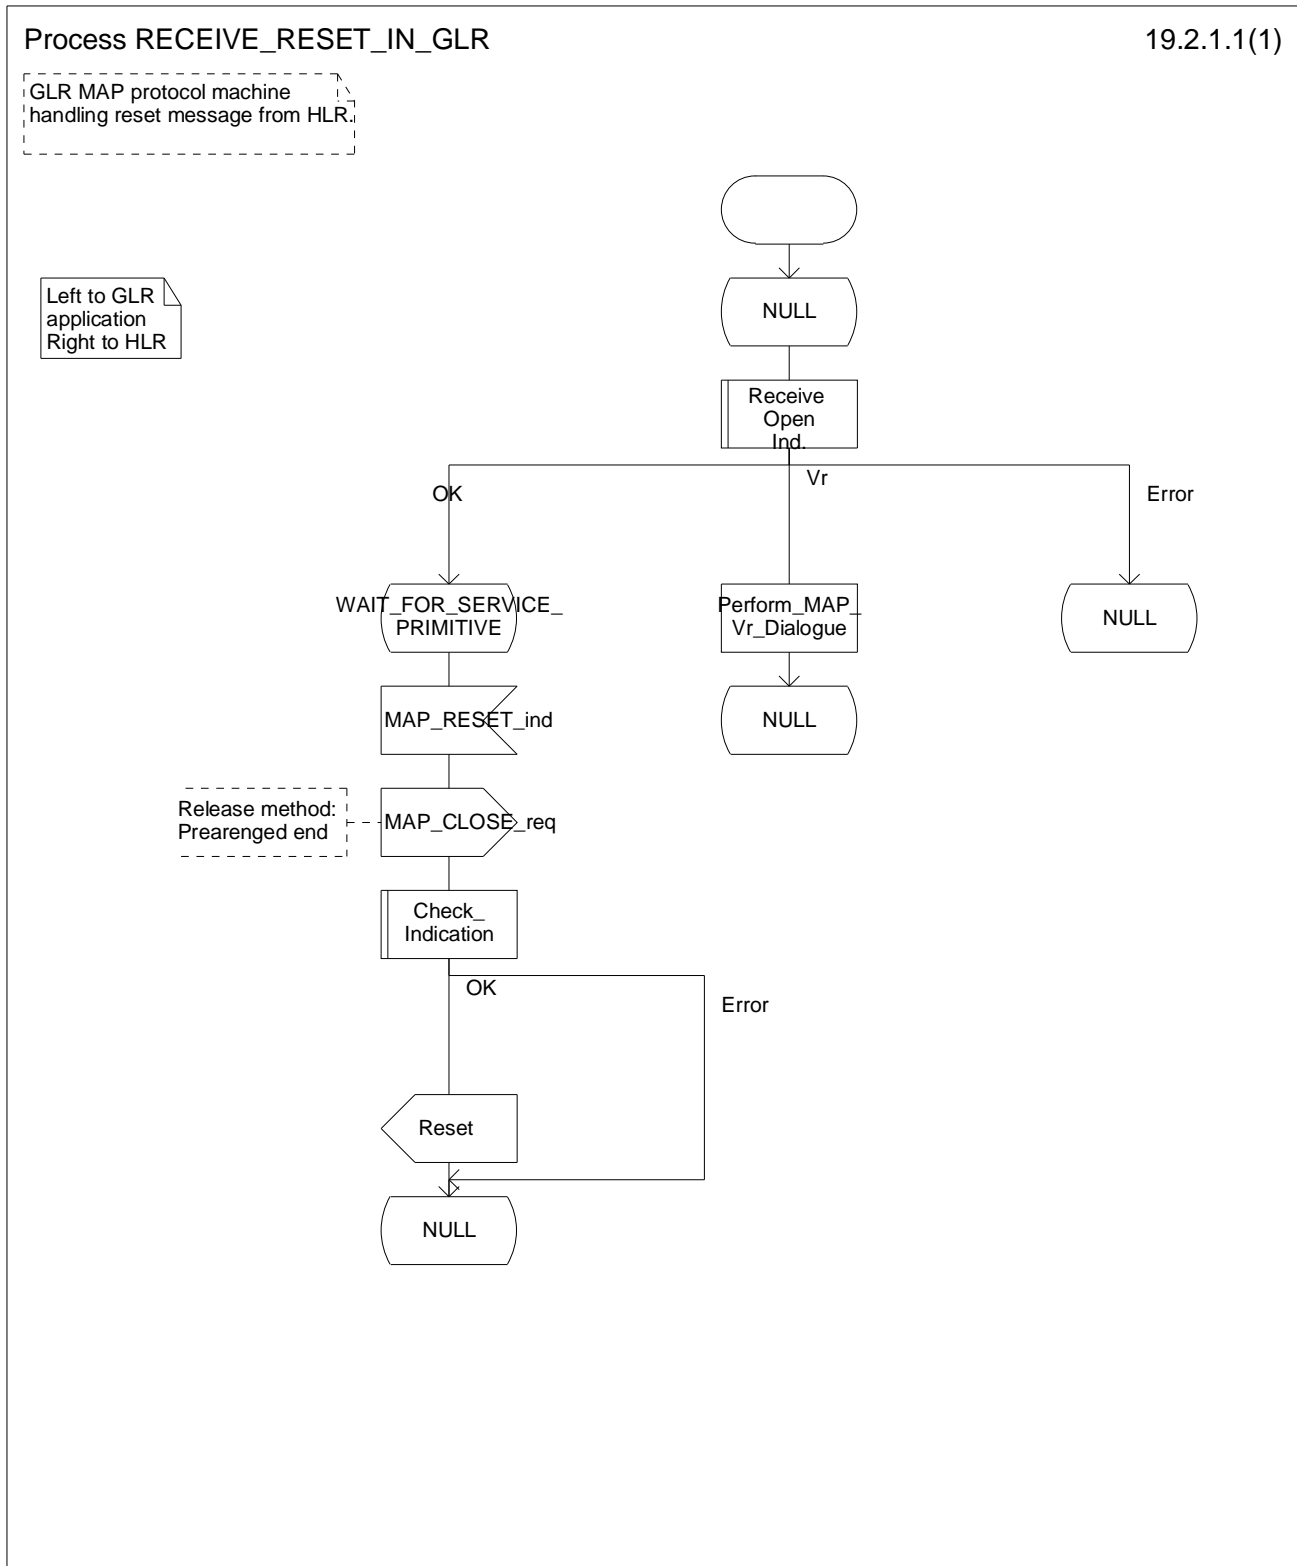 Process RECEIVE_RESET_IN_GLR
19.2.1.1(1)
GLR MAP protocol machine
handling reset message from HLR.
Left to GLR
application
Right to HLR
NULL
Receive
Open
Ind.
OK
Vr
Error
WAIT_FOR_SERVICE_
PRIMITIVE
Perform_MAP_
Vr_Dialogue
NULL
MAP_RESET_ind
NULL
Release method:
Prearenged end
MAP_CLOSE_req
Check_
Indication
OK
Error
Reset
NULL